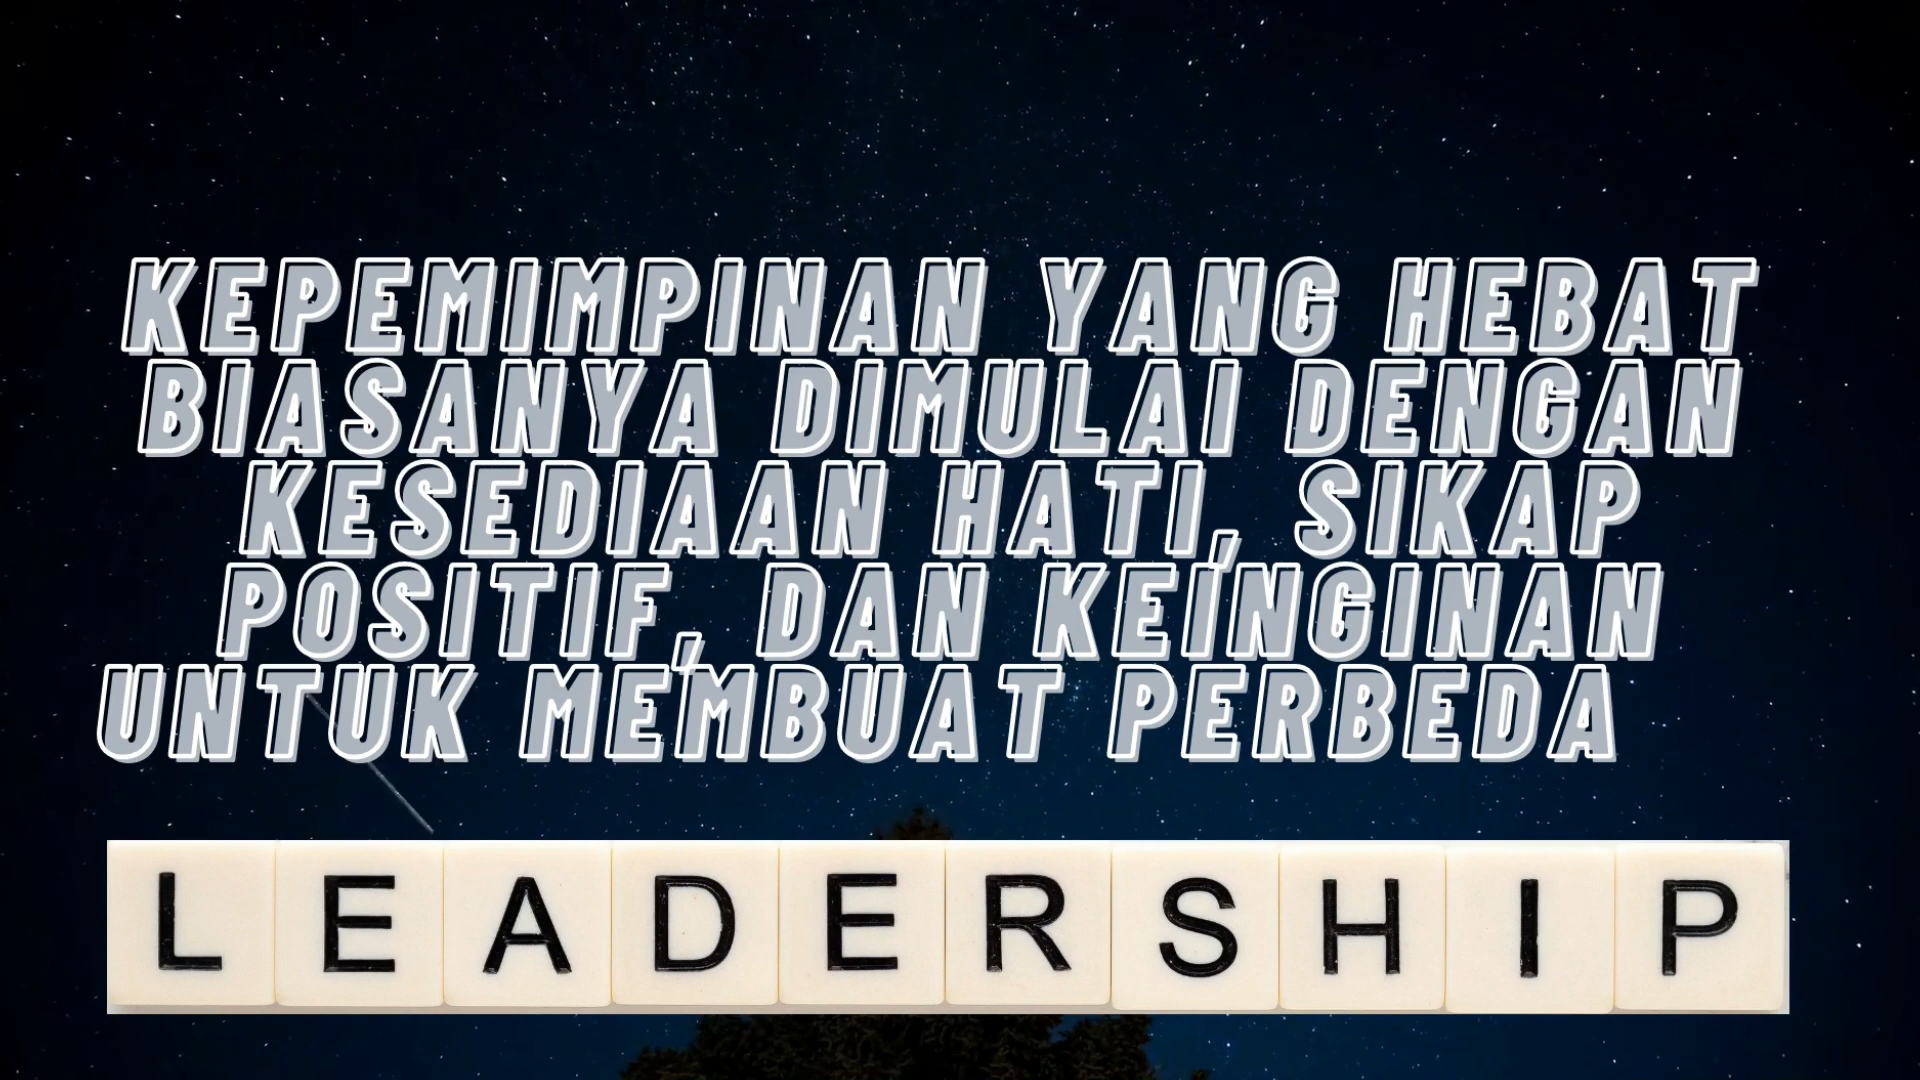 KEPEMIMPINAN YANG HEBAT
BIASANYA DIMULAI DENGAN
KESEDIAAN HATI, SIKAP
POSITIF, DAN KEINGINAN
UNTUK MEMBUAT PERBEDA
LEADERSHIP